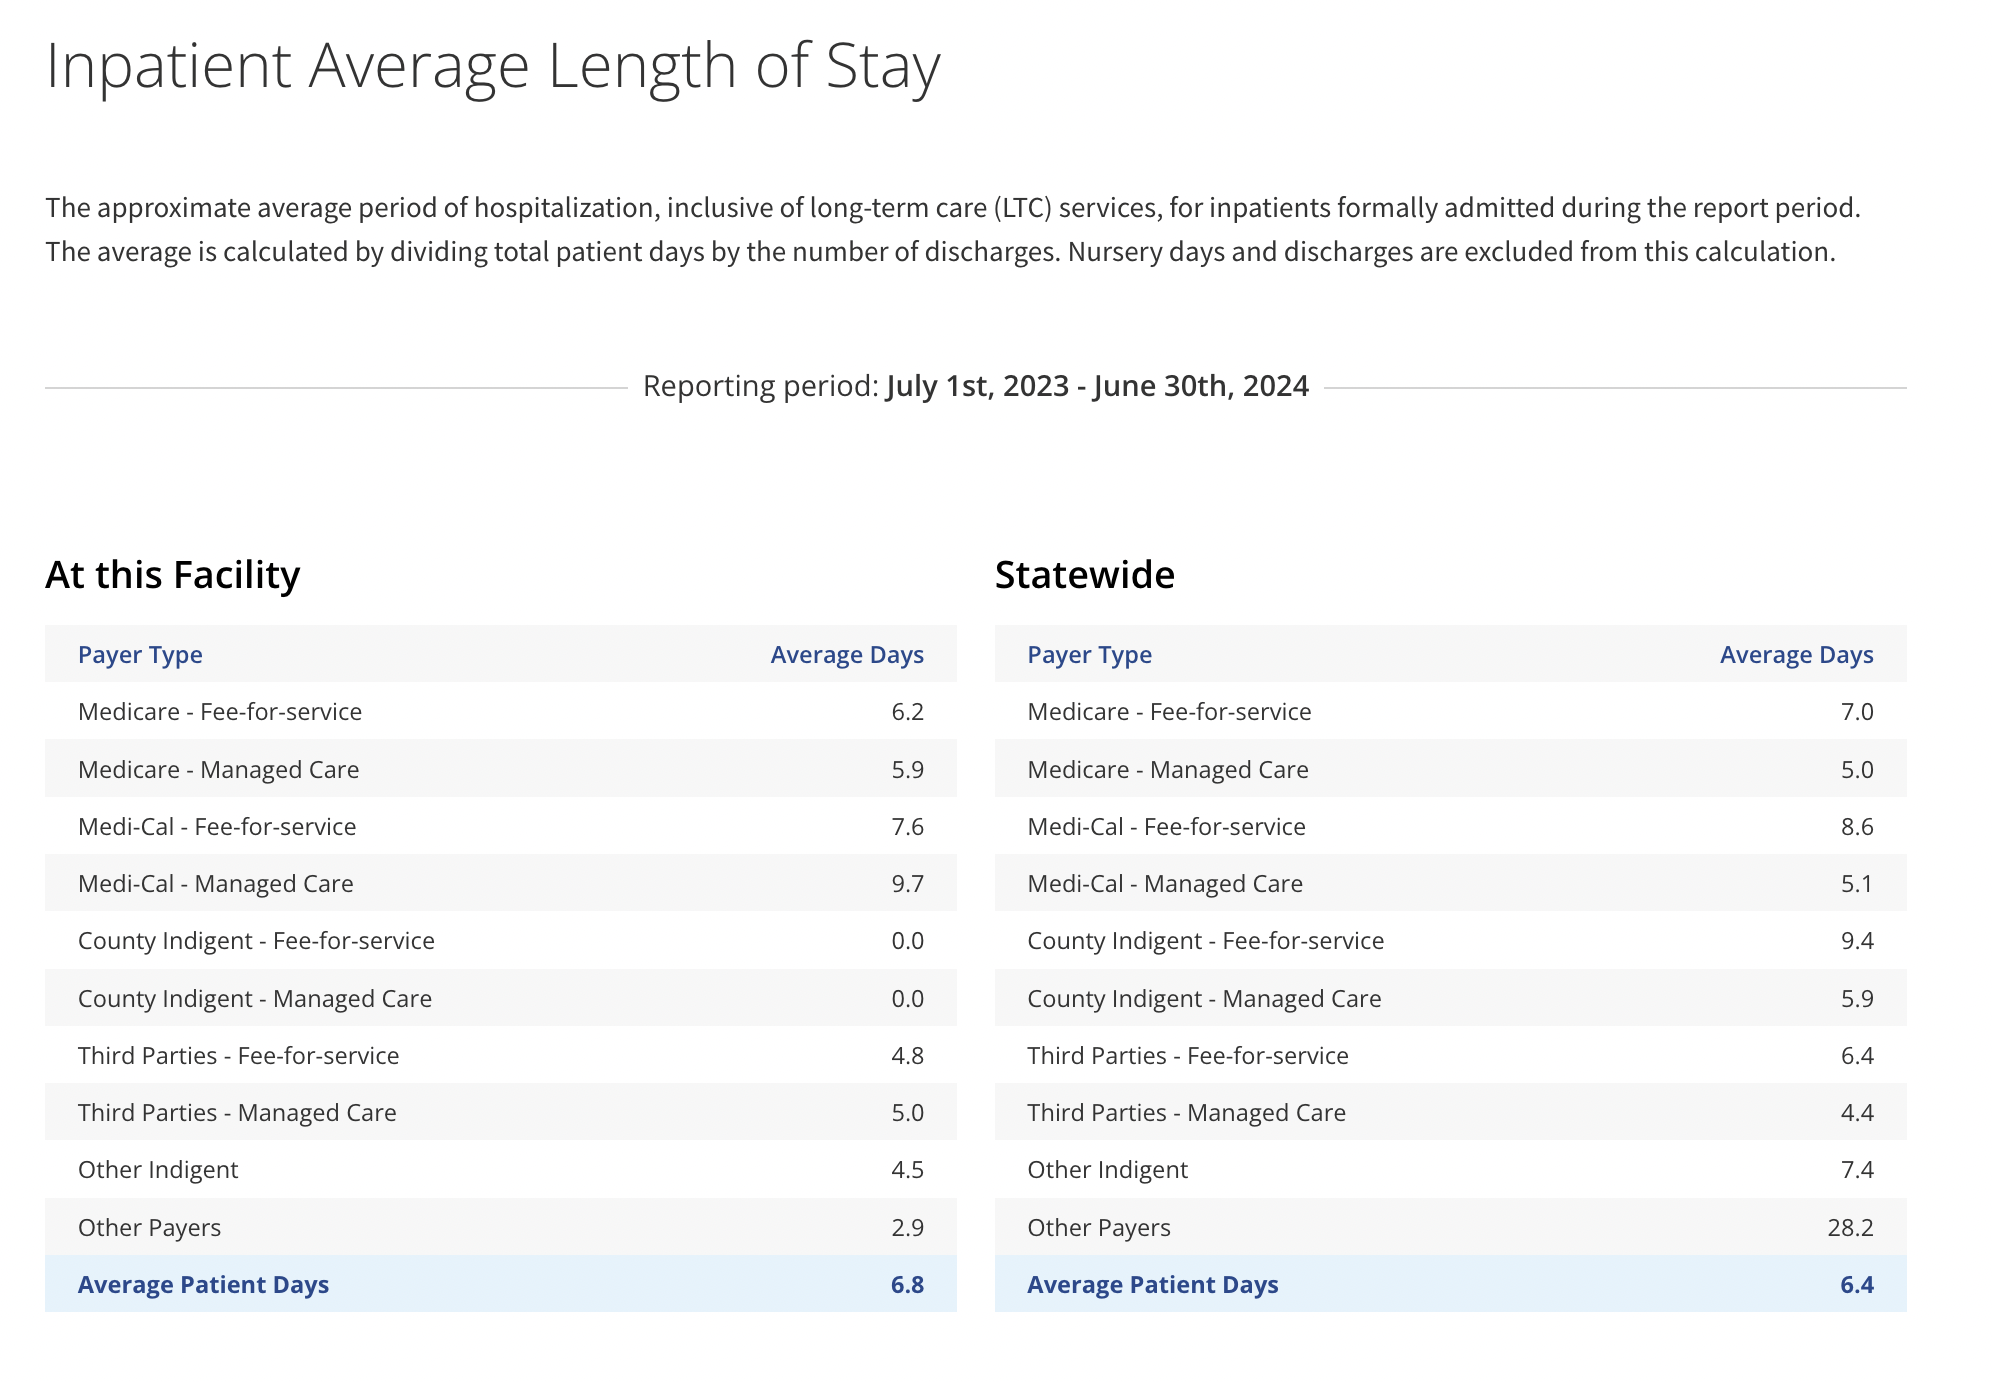 Inpatient Average Length of Stay
The approximate average period of hospitalization, inclusive of long-term care (LTC) services, for inpatients formally admitted during the report period.
The average is calculated by dividing total patient days by the number of discharges. Nursery days and discharges are excluded from this calculation.
Reporting period: July 1st, 2023 - June 30th, 2024
At this Facility
Payer Type Average Days
Medicare - Fee-for-service 6.2
Medicare - Managed Care 5.9
Medi-Cal - Fee-for-service 7.6
Medi-Cal - Managed Care 9.7
County Indigent - Fee-for-service 0.0
County Indigent - Managed Care 0.0
Third Parties - Fee-for-service 4.8
Third Parties - Managed Care 5.0
Other Indigent 4.5
Other Payers 2.9
Average Patient Days 6.8
Statewide
Payer Type Average Days
Medicare - Fee-for-service 7.0
Medicare - Managed Care 5.0
Medi-Cal - Fee-for-service 8.6
Medi-Cal - Managed Care 5.1
County Indigent - Fee-for-service 9.4
County Indigent - Managed Care 5.9
Third Parties - Fee-for-service 6.4
Third Parties - Managed Care 4.4
Other Indigent 7.4
Other Payers 28.2
Average Patient Days 6.4